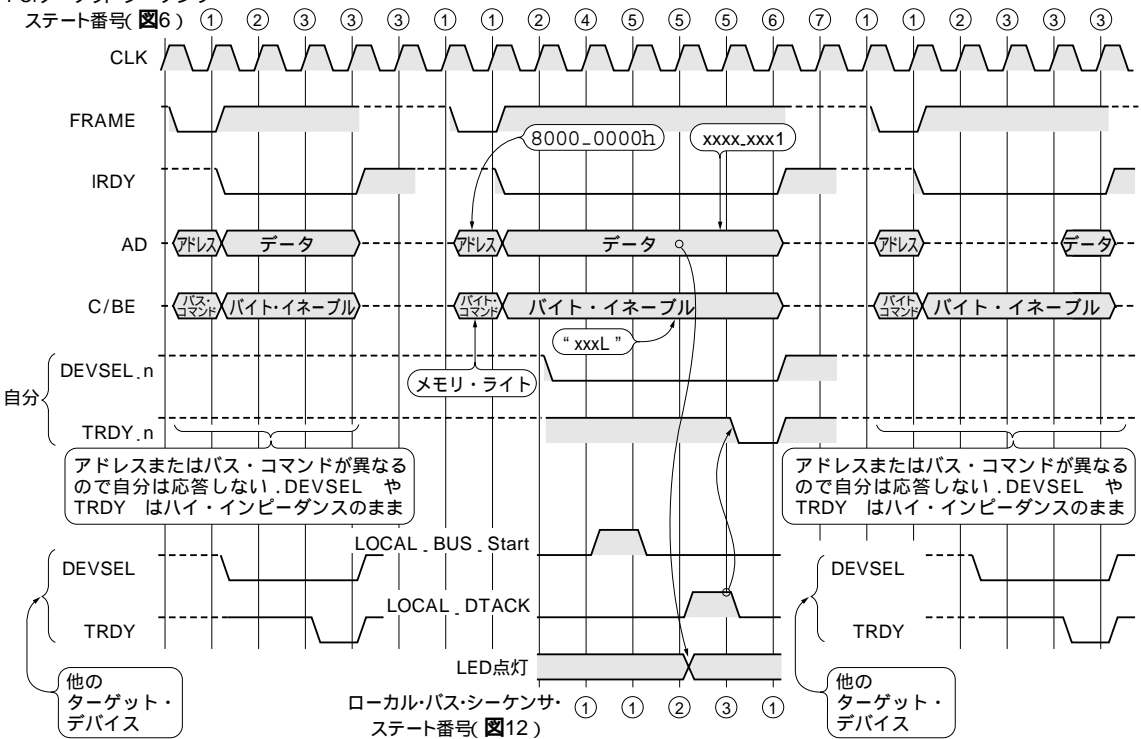 ステート番号(図6) ① ① ② ③ ③ ③ ① ① ② ④ ⑤ ⑤ ⑤ ⑥ ⑦ ① ① ② ③ ③ ③
CLK
FRAME
8000_0000h
xxxx_xxx1
IRDY
AD
アドレス
データ
アドレス
データ
アドレス
データ
C/BE
バス・
コマンド
バイト・イネーブル
バイト・
コマンド
バイト・イネーブル
バイト
コマンド
バイト・イネーブル
“xxxL”
メモリ・ライト
自分
DEVSEL_n
TRDY_n
アドレスまたはバス・コマンドが異なる
ので自分は応答しない.DEVSEL や
TRDY はハイ・インピーダンスのまま
アドレスまたはバス・コマンドが異なる
ので自分は応答しない.DEVSEL や
TRDY はハイ・インピーダンスのまま
LOCAL_BUS_Start
DEVSEL
LOCAL_DTACK
TRDY
LED点灯
DEVSEL
TRDY
他の
ターゲット・
デバイス
ローカル・バス・シーケンサ・
ステート番号(図12)
① ① ② ③ ①
他の
ターゲット・
デバイス